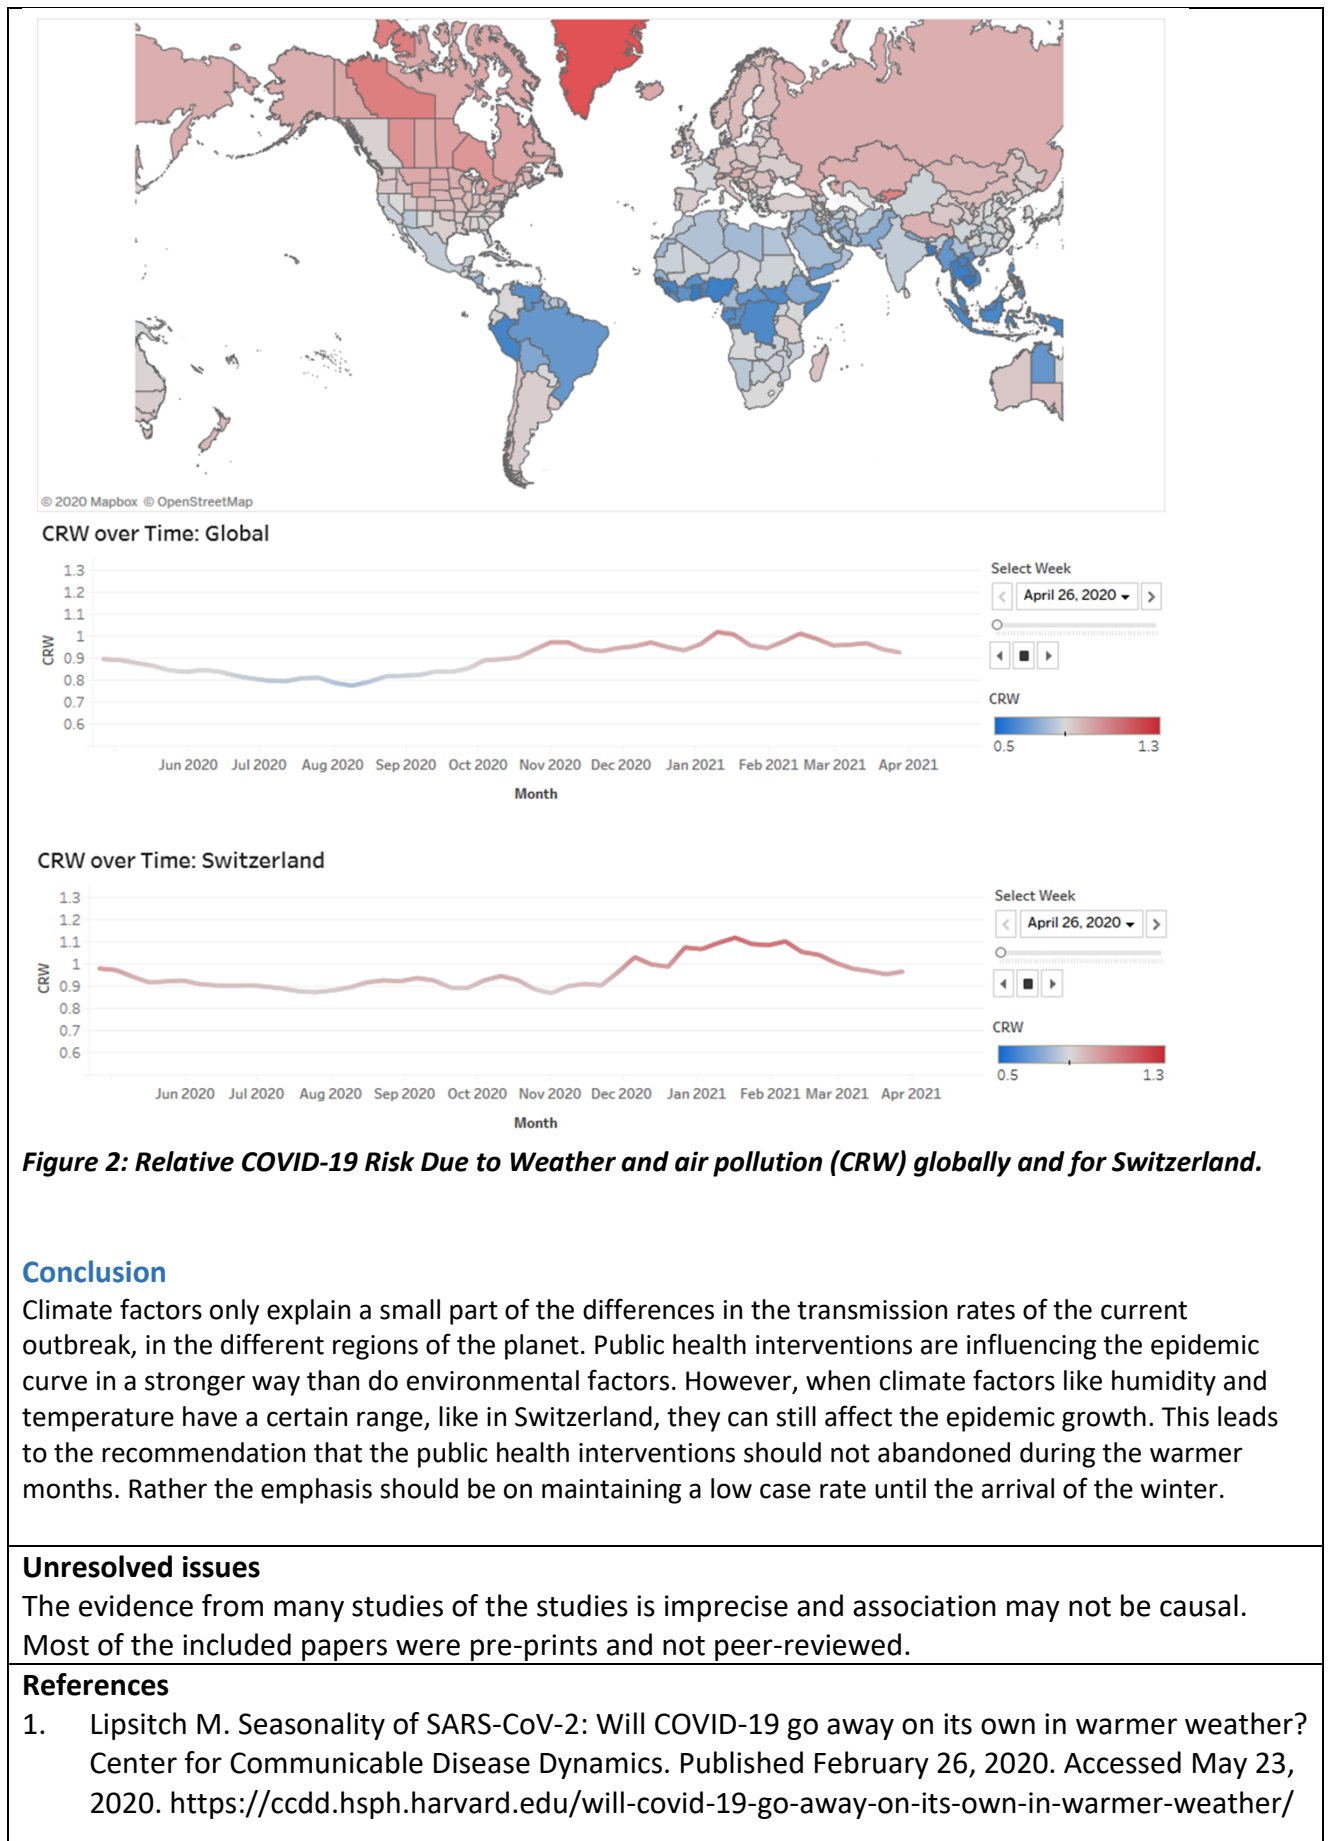 © 2020 Mapbox © OpenStreetMap
CRW over Time: Global
1.3
1.2
1.1
1
0.9
0.8
0.7
0.6
CRW
Jun 2020 Jul 2020 Aug 2020 Sep 2020 Oct 2020 Nov 2020 Dec 2020 Jan 2021 Feb 2021 Mar 2021 Apr 2021
Month
Select Week
April 26, 2020
CRW
0.5 1.3
CRW over Time: Switzerland
1.3
1.2
1.1
1
0.9
0.8
0.7
0.6
CRW
Jun 2020 Jul 2020 Aug 2020 Sep 2020 Oct 2020 Nov 2020 Dec 2020 Jan 2021 Feb 2021 Mar 2021 Apr 2021
Month
Select Week
April 26, 2020
CRW
0.5 1.3
Figure 2: Relative COVID-19 Risk Due to Weather and air pollution (CRW) globally and for Switzerland.
Conclusion
Climate factors only explain a small part of the differences in the transmission rates of the current
outbreak, in the different regions of the planet. Public health interventions are influencing the epidemic
curve in a stronger way than do environmental factors. However, when climate factors like humidity and
temperature have a certain range, like in Switzerland, they can still affect the epidemic growth. This leads
to the recommendation that the public health interventions should not abandoned during the warmer
months. Rather the emphasis should be on maintaining a low case rate until the arrival of the winter.
Unresolved issues
The evidence from many studies of the studies is imprecise and association may not be causal.
Most of the included papers were pre-prints and not peer-reviewed.
References
1. Lipsitch M. Seasonality of SARS-CoV-2: Will COVID-19 go away on its own in warmer weather?
Center for Communicable Disease Dynamics. Published February 26, 2020. Accessed May 23,
2020. https://ccdd.hsph.harvard.edu/will-covid-19-go-away-on-its-own-in-warmer-weather/